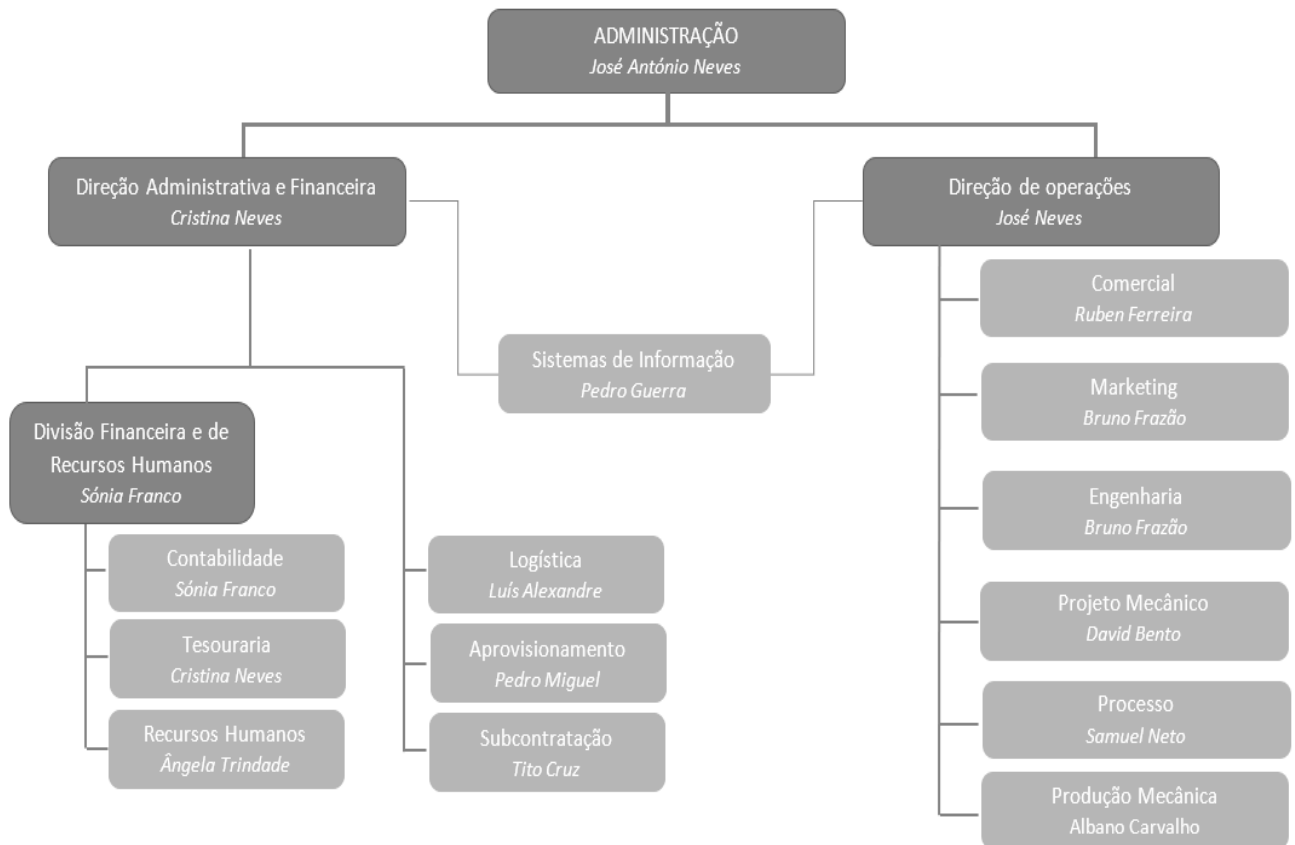 ADMINISTRAÇÃO
José António Neves
Direção Administrativa e Financeira
Cristina Neves
Direção de operações
José Neves
Sistemas de Informação
Pedro Guerra
Divisão Financeira e de
Recursos Humanos
Sónia Franco
Contabilidade
Sónia Franco
Tesouraria
Cristina Neves
Recursos Humanos
Ângela Trindade
Logística
Luís Alexandre
Aprovisionamento
Pedro Miguel
Subcontratação
Tito Cruz
Comercial
Ruben Ferreira
Marketing
Bruno Frazão
Engenharia
Bruno Frazão
Projeto Mecânico
David Bento
Processo
Samuel Neto
Produção Mecânica
Albano Carvalho